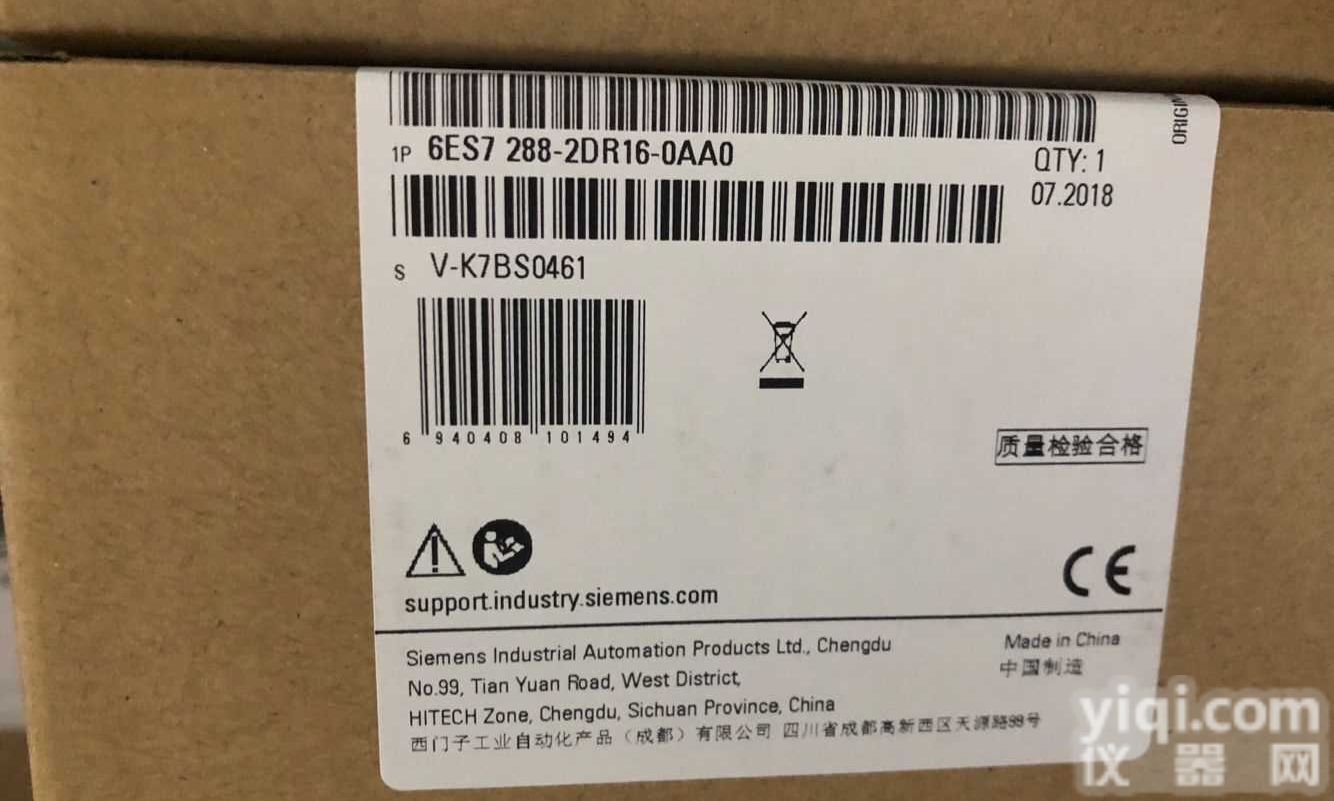 1P 6ES7 288-2DR16-0AA0
QTY: 1
07.2018
S V-K7BS0461
6 940408 101494
质量检验合格
CE
support.industry.siemens.com
Siemens Industrial Automation Products Ltd., Chengdu
No.99, Tian Yuan Road, West District,
HITECH Zone, Chengdu, Sichuan Province, China
西门子工业自动化产品（成都）有限公司 四川省成都高新西区天源路99号
Made in China
中国制造
yiqi.com
仪器网